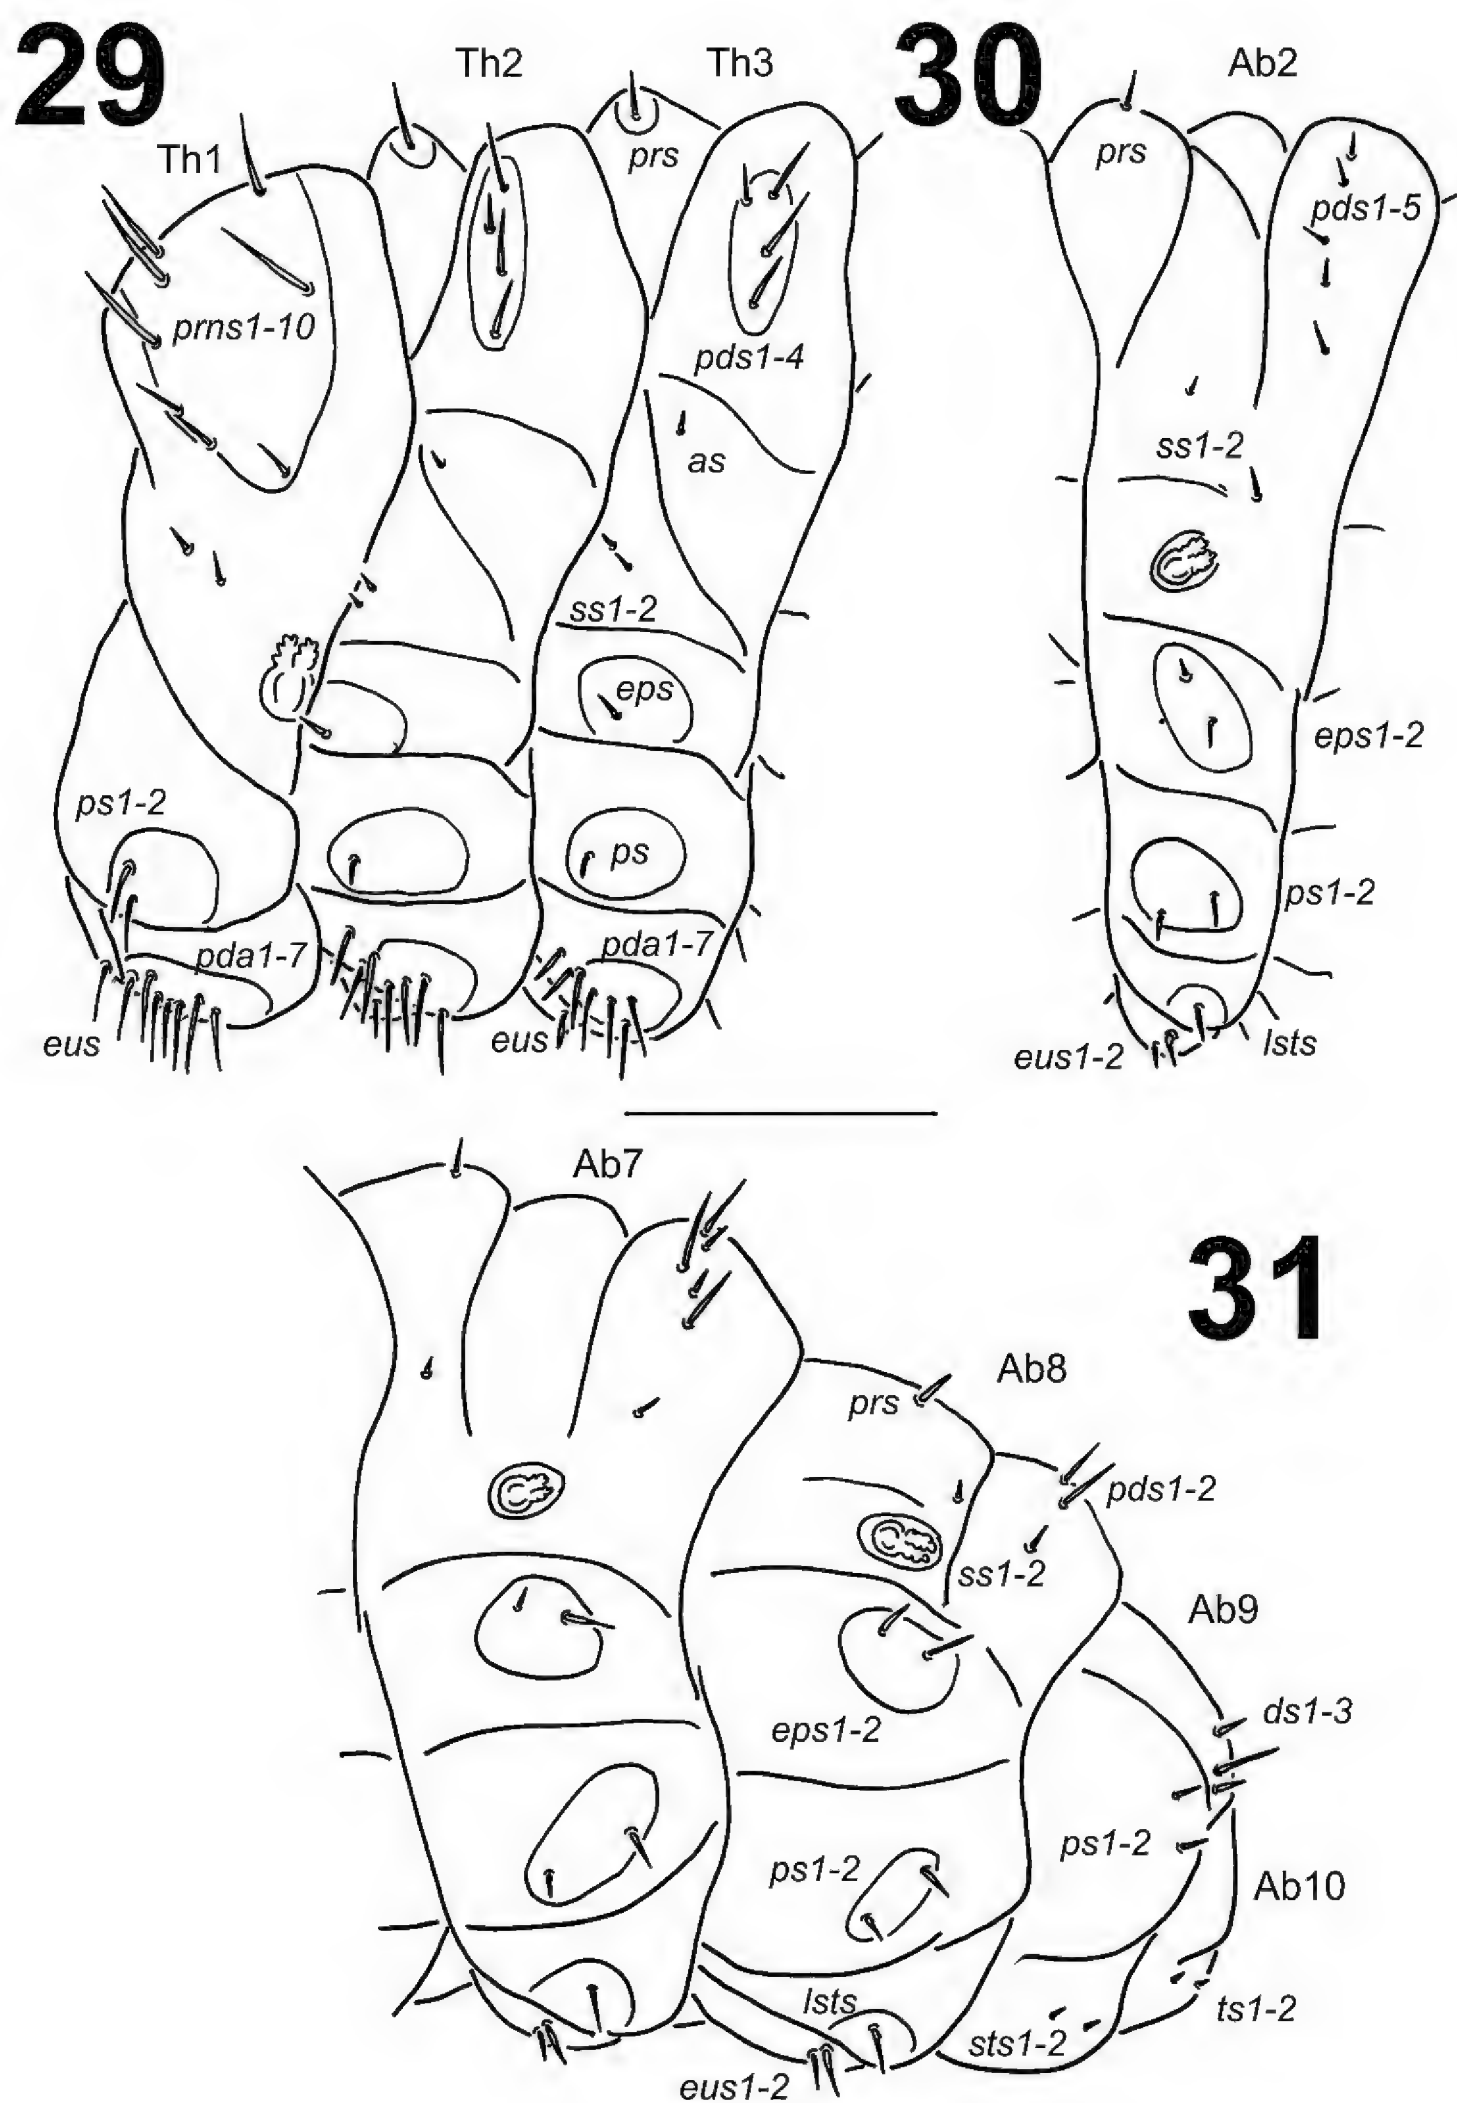 29
Th1
Th2
Th3
prs
prns1-10
pds1-4
as
ss1-2
eps
ps1-2
ps
pda1-7
pda1-7
eus
eus
30
Ab2
prs
pds1-5
ss1-2
eps1-2
ps1-2
eus1-2
lsts
31
Ab7
Ab8
prs
pds1-2
ss1-2
Ab9
ds1-3
eps1-2
ps1-2
ps1-2
Ab10
lsts
sts1-2
ts1-2
eus1-2